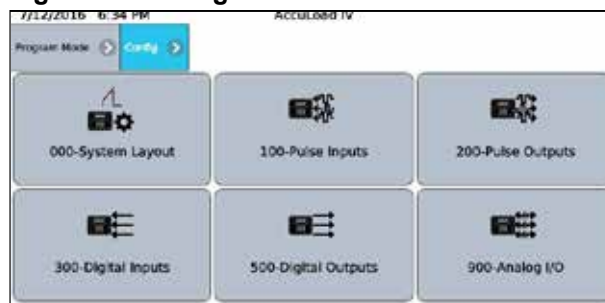 7/12/2016 6:34 PM AccuLoad IV
Program Mode Config
000-System Layout 100-Pulse Inputs 200-Pulse Outputs
300-Digital Inputs 500-Digital Outputs 900-Analog I/O